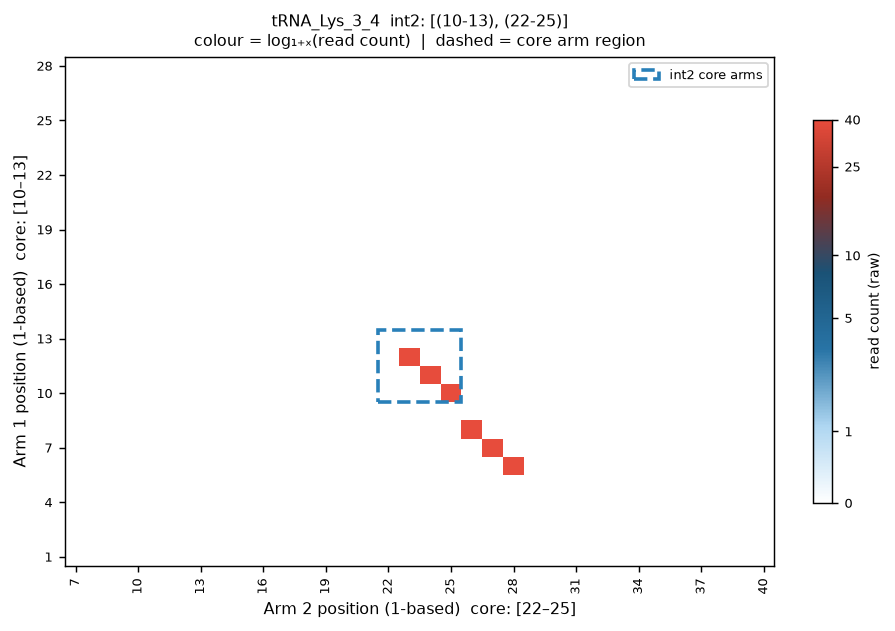 tRNA_Lys_3_4  int2: [(10-13), (22-25)]
colour = log₁₊ₓ(read count)  |  dashed = core arm region
int2 core arms
Arm 1 position (1-based)  core: [10–13]
28
25
22
19
16
13
10
7
4
1
7 10 13 16 19 22 25 28 31 34 37 40
Arm 2 position (1-based)  core: [22–25]
40
25
10
5
1
0
read count (raw)